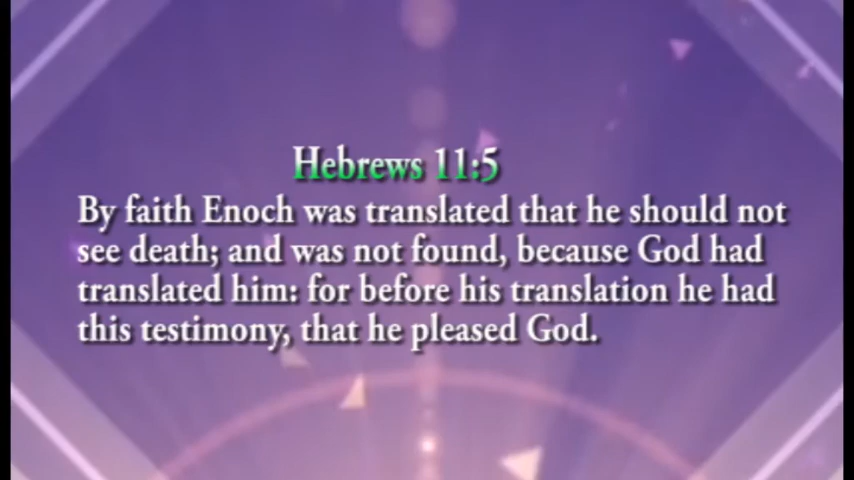 Hebrews 11:5
By faith Enoch was translated that he should not
see death; and was not found, because God had
translated him: for before his translation he had
this testimony, that he pleased God.